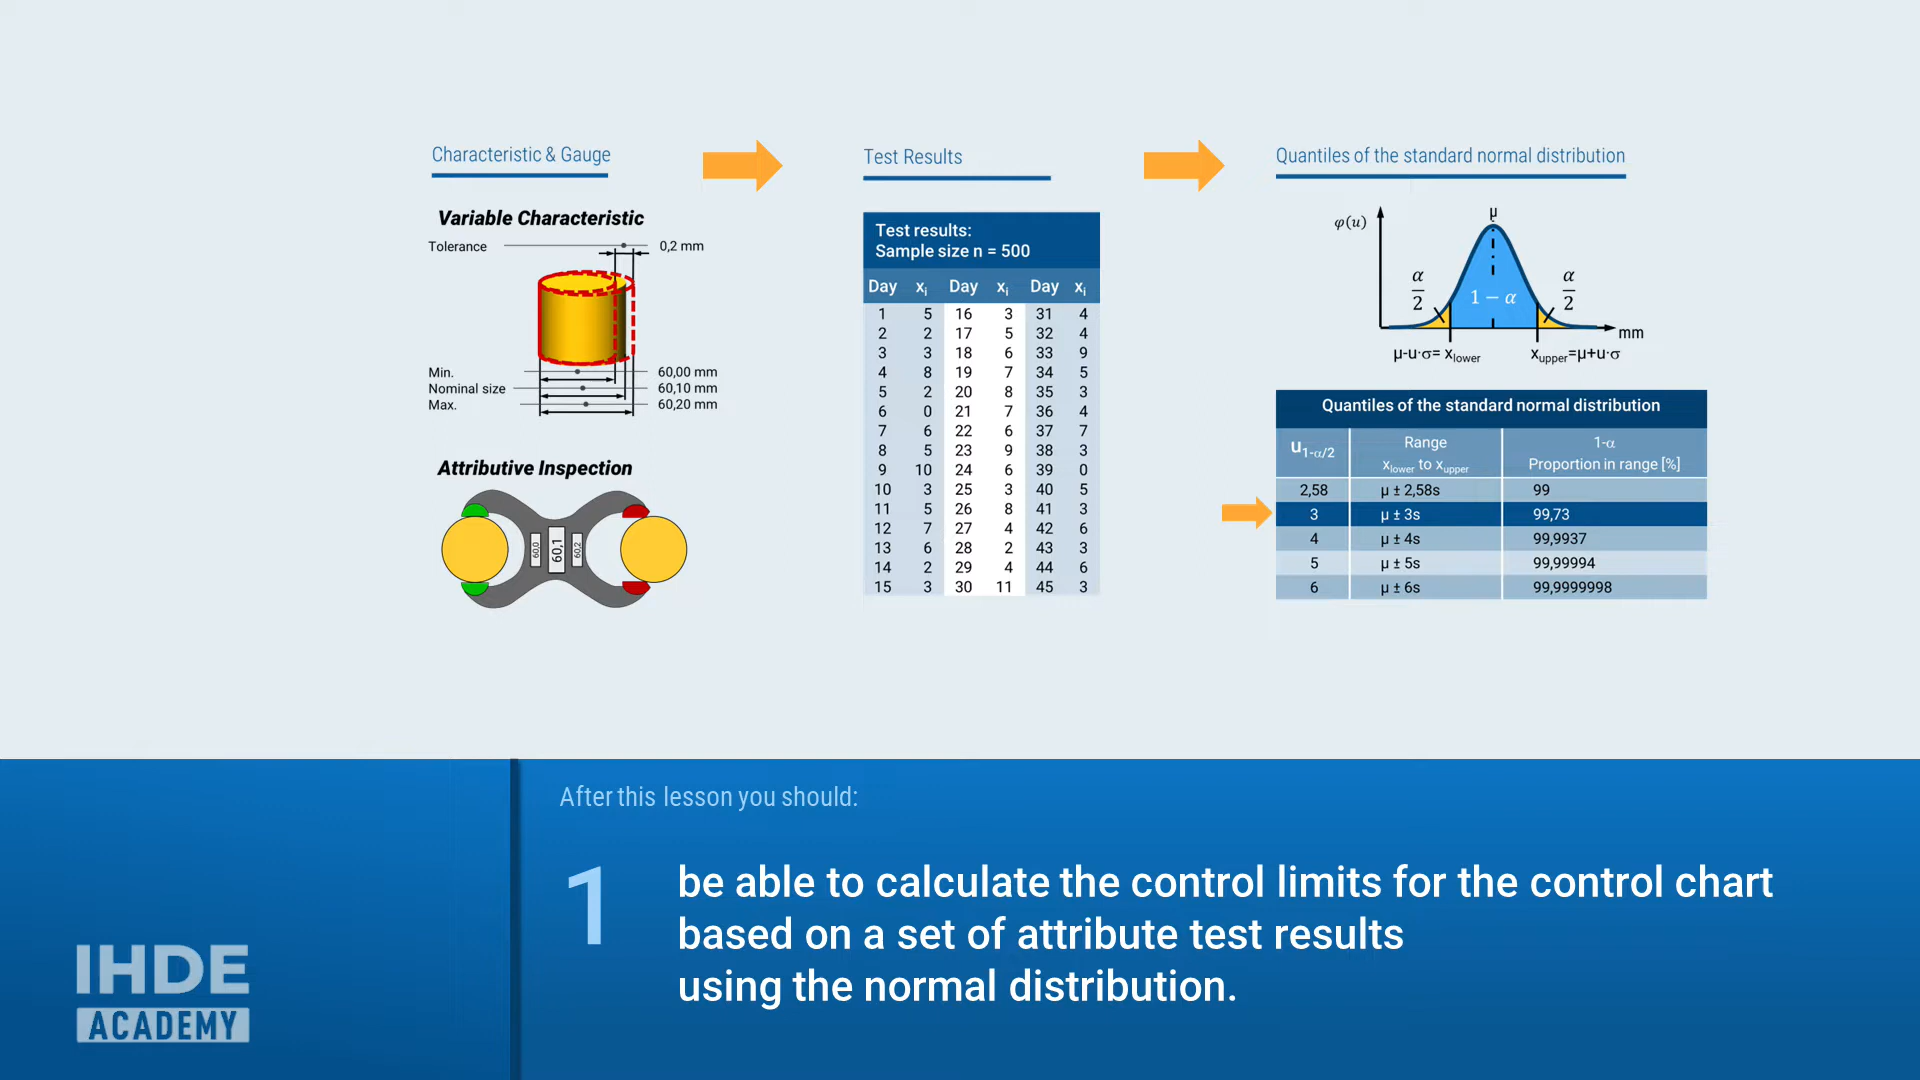 Characteristic & Gauge
Variable Characteristic
Tolerance 0,2 mm
Min. 60,00 mm
Nominal size 60,10 mm
Max. 60,20 mm
Attributive Inspection
60,0 60,1 60,2
Test Results
Test results:
Sample size n = 500
Day xi Day xi Day xi
1 5 16 3 31 4
2 2 17 5 32 4
3 3 18 6 33 9
4 8 19 7 34 5
5 2 20 8 35 3
6 0 21 7 36 4
7 6 22 6 37 7
8 5 23 9 38 3
9 10 24 6 39 0
10 3 25 3 40 5
11 5 26 8 41 3
12 7 27 4 42 6
13 6 28 2 43 3
14 2 29 4 44 6
15 3 30 11 45 3
Quantiles of the standard normal distribution
μ
φ(u)
α/2 1 − α α/2
mm
μ-u·σ= xlower xupper=μ+u·σ
Quantiles of the standard normal distribution
u1-α/2 Range 1-α
xlower to xupper Proportion in range [%]
2,58 μ ± 2,58s 99
3 μ ± 3s 99,73
4 μ ± 4s 99,9937
5 μ ± 5s 99,99994
6 μ ± 6s 99,9999998
After this lesson you should:
1 be able to calculate the control limits for the control chart
based on a set of attribute test results
using the normal distribution.
IHDE
ACADEMY